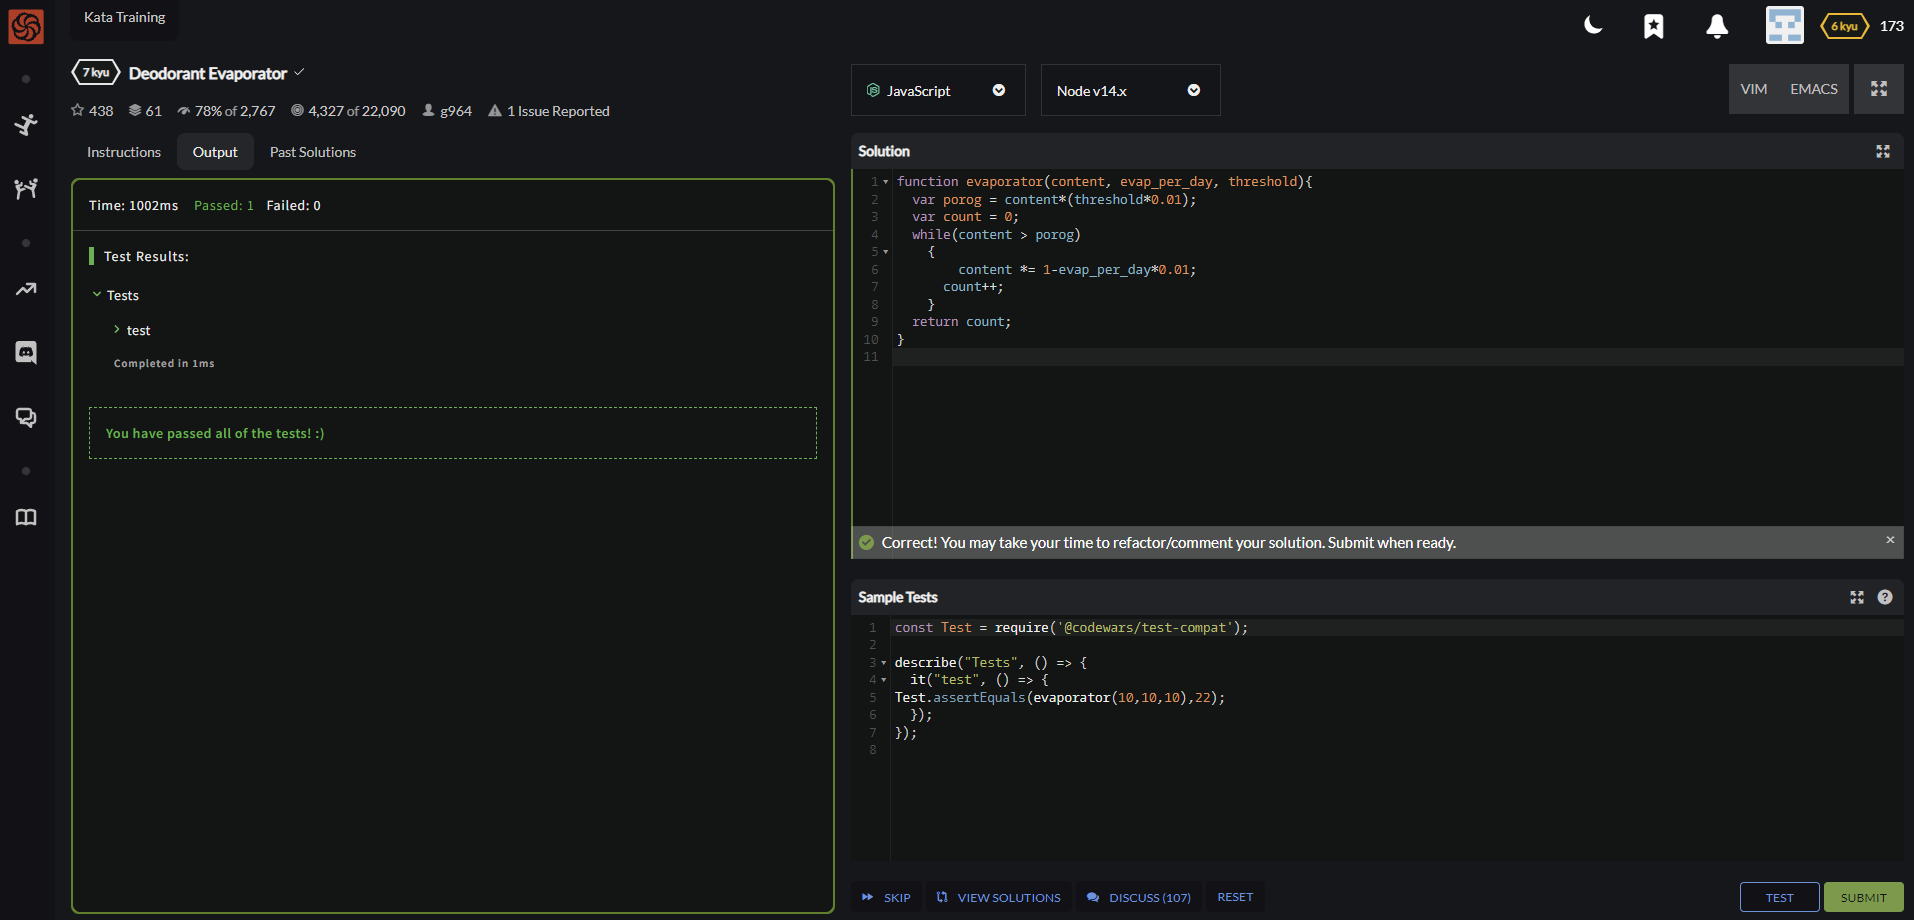 Kata Training
6 kyu
173
7 kyu
Deodorant Evaporator
438
61
78% of 2,767
4,327 of 22,090
g964
1 Issue Reported
Instructions
Output
Past Solutions
Time: 1002ms
Passed: 1
Failed: 0
Test Results:
Tests
test
Completed in 1ms
You have passed all of the tests! :)
JavaScript
Node v14.x
VIM
EMACS
Solution
1 function evaporator(content, evap_per_day, threshold){
2   var porog = content*(threshold*0.01);
3   var count = 0;
4   while(content > porog)
5     {
6         content *= 1-evap_per_day*0.01;
7       count++;
8     }
9   return count;
10 }
11
Correct! You may take your time to refactor/comment your solution. Submit when ready.
×
Sample Tests
?
1 const Test = require('@codewars/test-compat');
2
3 describe("Tests", () => {
4   it("test", () => {
5 Test.assertEquals(evaporator(10,10,10),22);
6   });
7 });
8
SKIP
VIEW SOLUTIONS
DISCUSS (107)
RESET
TEST
SUBMIT